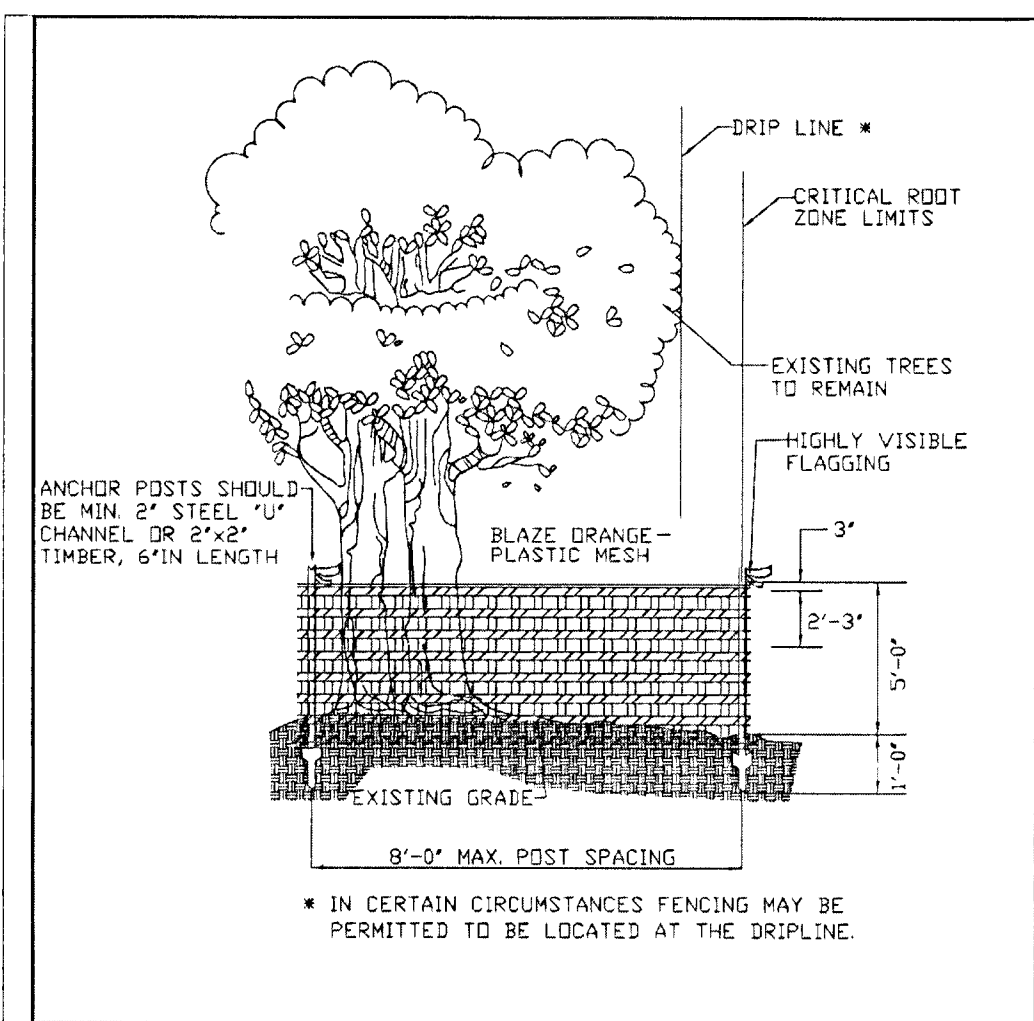 DRIP LINE *
CRITICAL ROOT
ZONE LIMITS
EXISTING TREES
TO REMAIN
HIGHLY VISIBLE
FLAGGING
ANCHOR POSTS SHOULD
BE MIN. 2" STEEL "U"
CHANNEL OR 2"x2"
TIMBER, 6"IN LENGTH
BLAZE ORANGE
PLASTIC MESH
3"
2'-3"
5'-0"
1'-0"
EXISTING GRADE
8'-0" MAX. POST SPACING
* IN CERTAIN CIRCUMSTANCES FENCING MAY BE
PERMITTED TO BE LOCATED AT THE DRIPLINE.